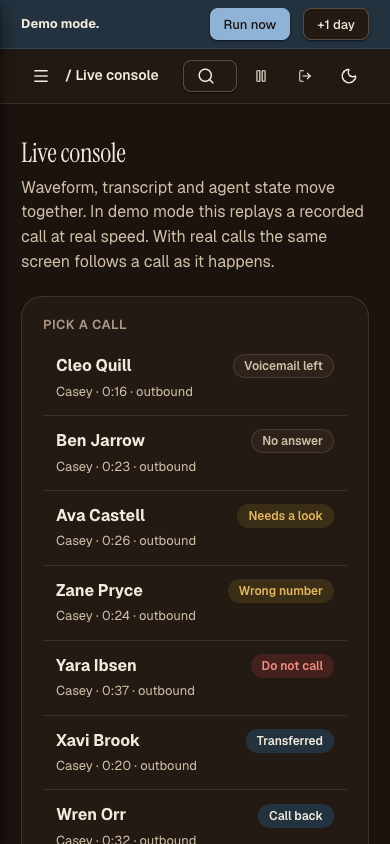 Demo mode.
Run now
+1 day
/ Live console
Live console
Waveform, transcript and agent state move
together. In demo mode this replays a recorded
call at real speed. With real calls the same
screen follows a call as it happens.
PICK A CALL
Cleo Quill
Voicemail left
Casey · 0:16 · outbound
Ben Jarrow
No answer
Casey · 0:23 · outbound
Ava Castell
Needs a look
Casey · 0:26 · outbound
Zane Pryce
Wrong number
Casey · 0:24 · outbound
Yara Ibsen
Do not call
Casey · 0:37 · outbound
Xavi Brook
Transferred
Casey · 0:20 · outbound
Wren Orr
Call back
Casey · 0:32 · outbound